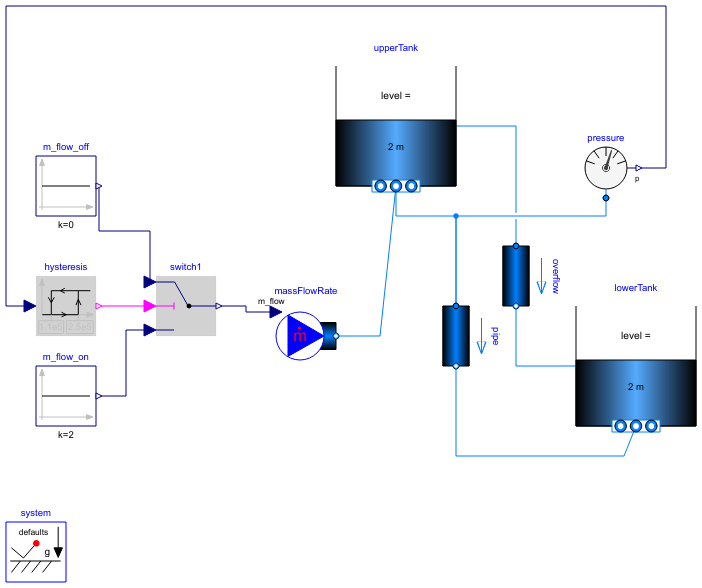 upperTank
level =
2 m
m_flow_off
k=0
pressure
p
hysteresis
1.1e5
2.5e5
switch1
massFlowRate
m_flow
m
overflow
pipe
lowerTank
level =
2 m
m_flow_on
k=2
system
defaults
g